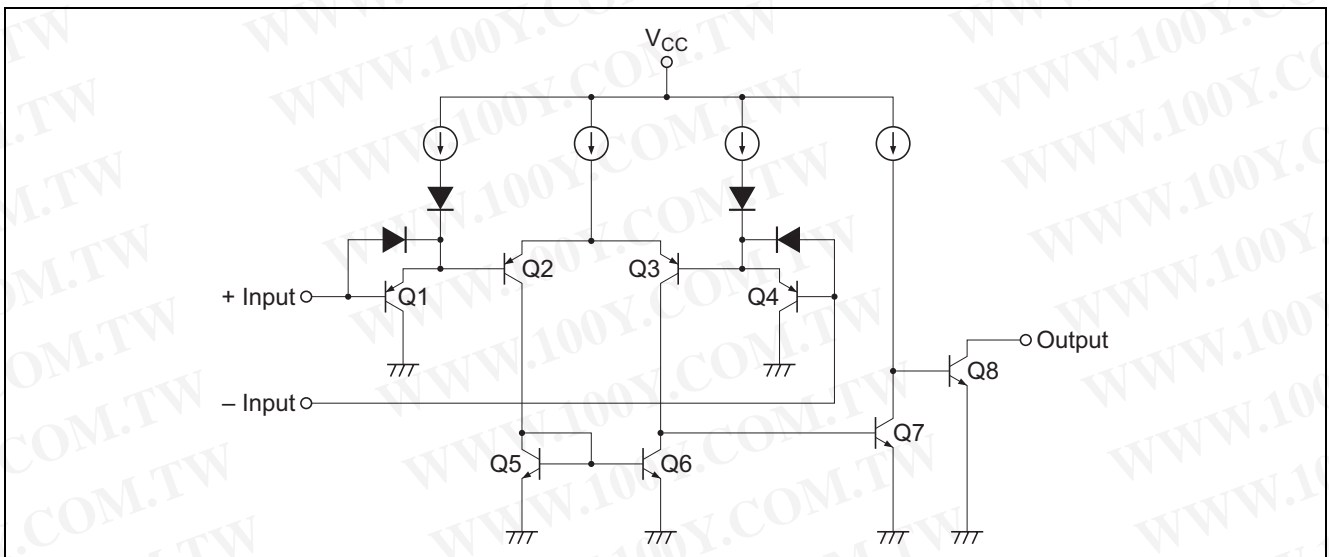 VCC
Q2
Q3
+ Input
Q1
Q4
Output
Q8
– Input
Q7
Q5
Q6
WWW.100Y.COM.TW